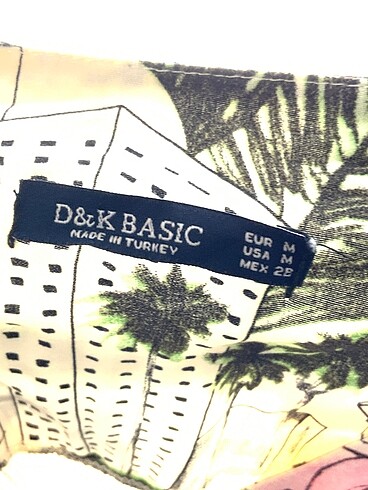 D&K BASIC
MADE IN TURKEY
EUR M
USA M
MEX 28